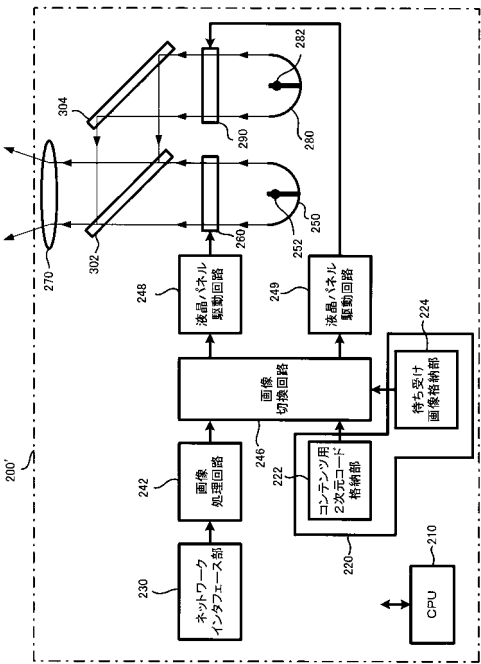 200'
230
ネットワーク
インタフェース部
242
画像
処理回路
246
画像
切換回路
248
液晶パネル
駆動回路
249
液晶パネル
駆動回路
222
コンテンツ用
2次元コード
格納部
220
224
待ち受け
画像格納部
210
CPU
270
302
304
260
252
250
290
282
280